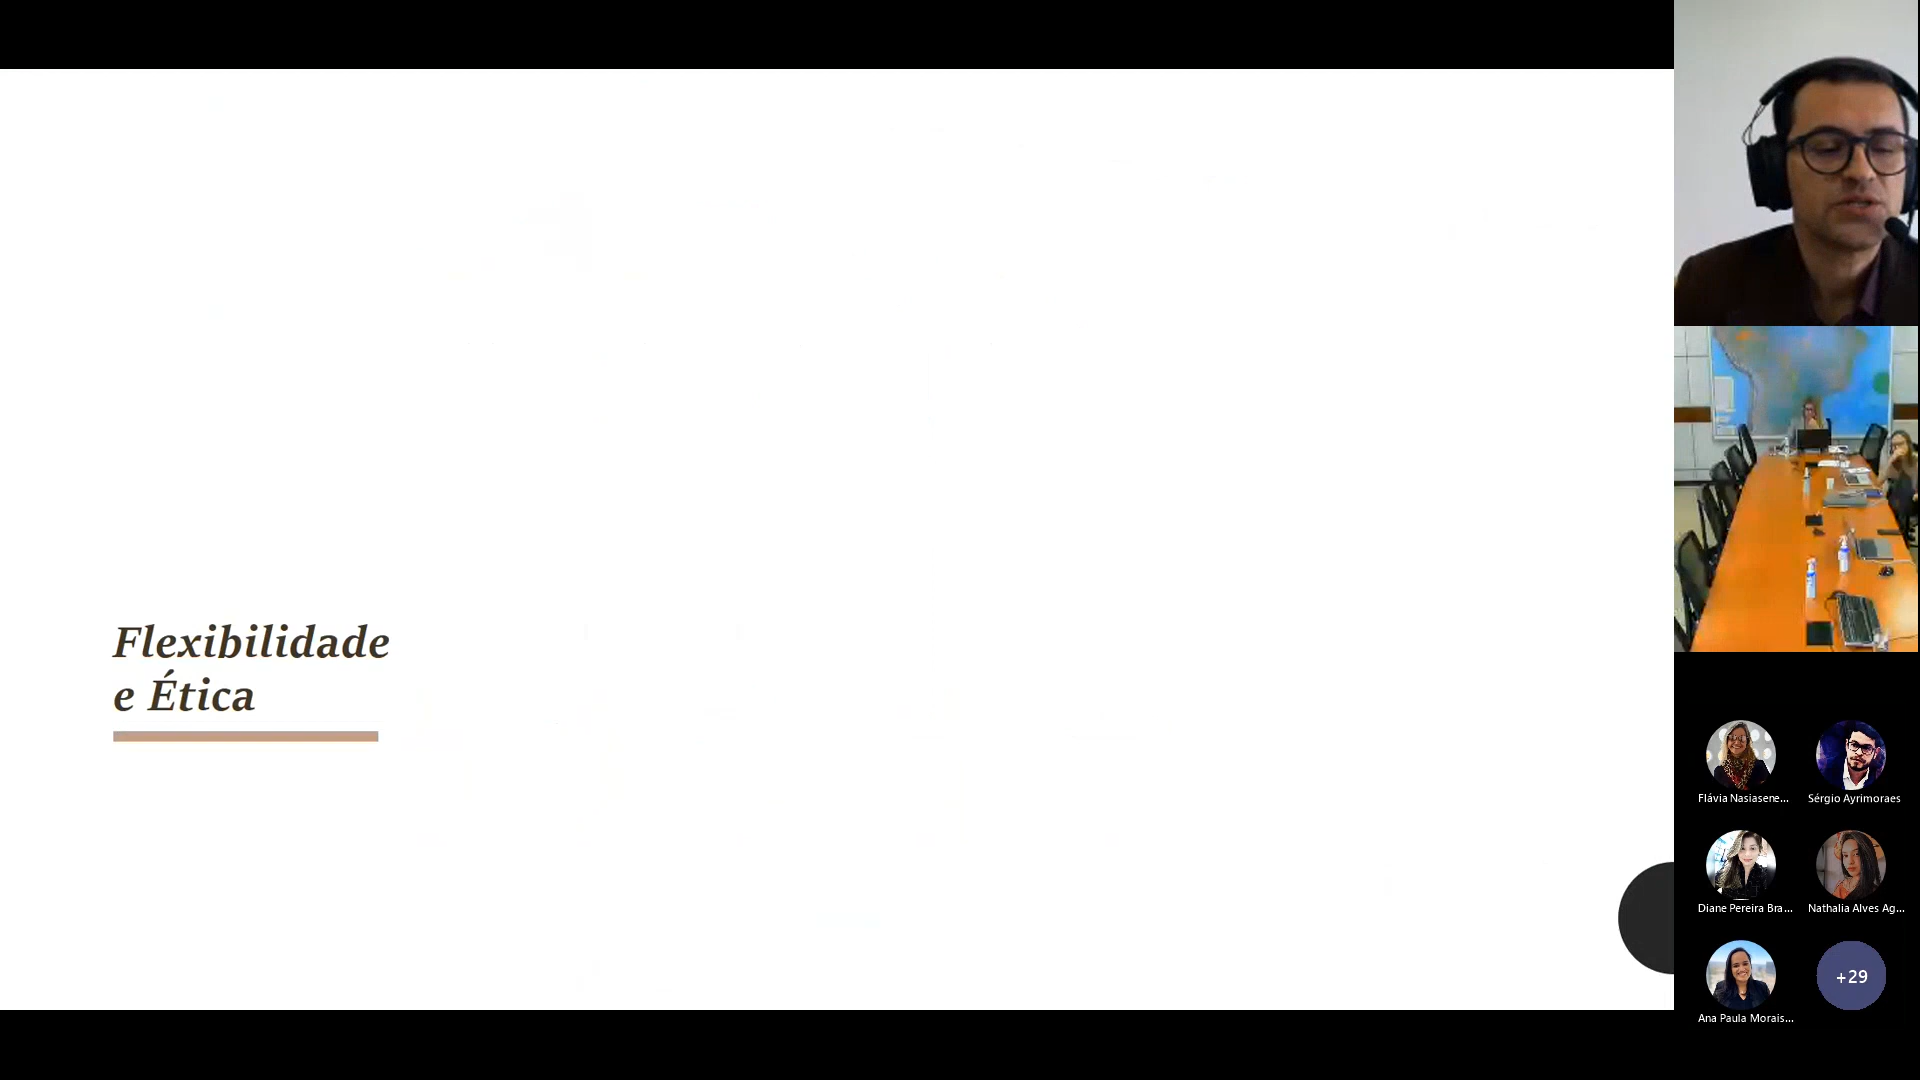 Flexibilidade
e Ética
Flávia Nasiasene...
Sérgio Ayrimoraes
Diane Pereira Bra...
Nathalia Alves Ag...
Ana Paula Morais...
+29